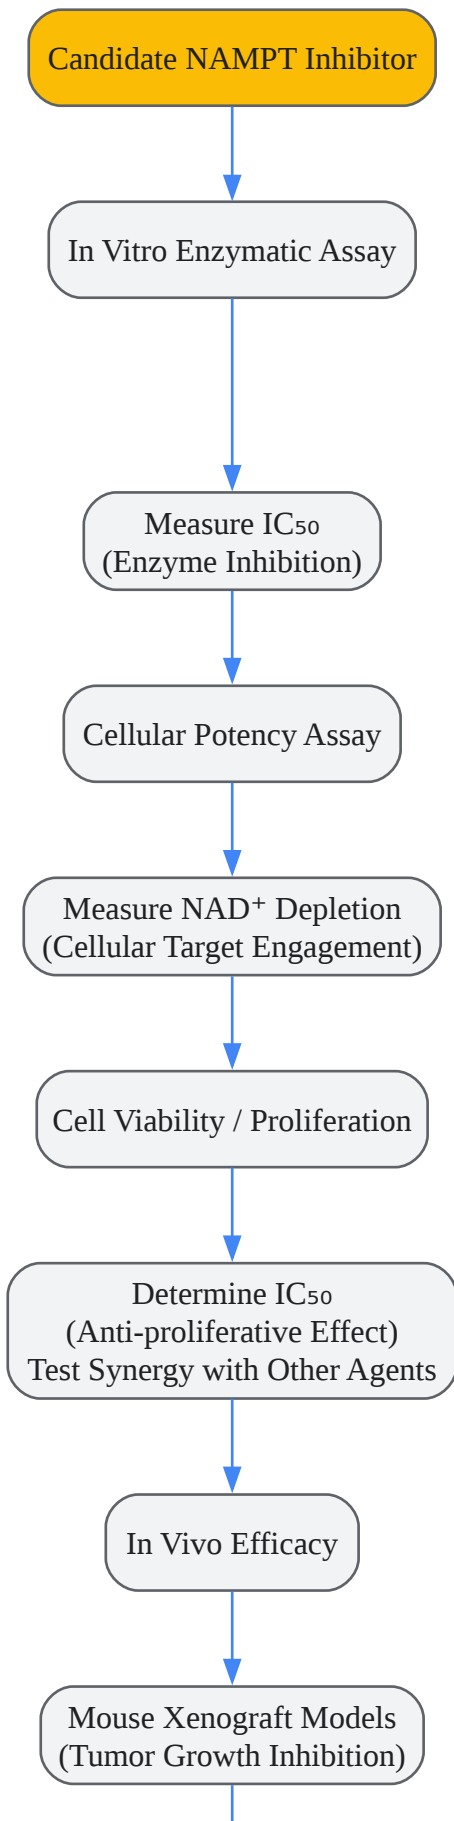 Candidate NAMPT Inhibitor
In Vitro Enzymatic Assay
Measure IC₅₀
(Enzyme Inhibition)
Cellular Potency Assay
Measure NAD⁺ Depletion
(Cellular Target Engagement)
Cell Viability / Proliferation
Determine IC₅₀
(Anti-proliferative Effect)
Test Synergy with Other Agents
In Vivo Efficacy
Mouse Xenograft Models
(Tumor Growth Inhibition)